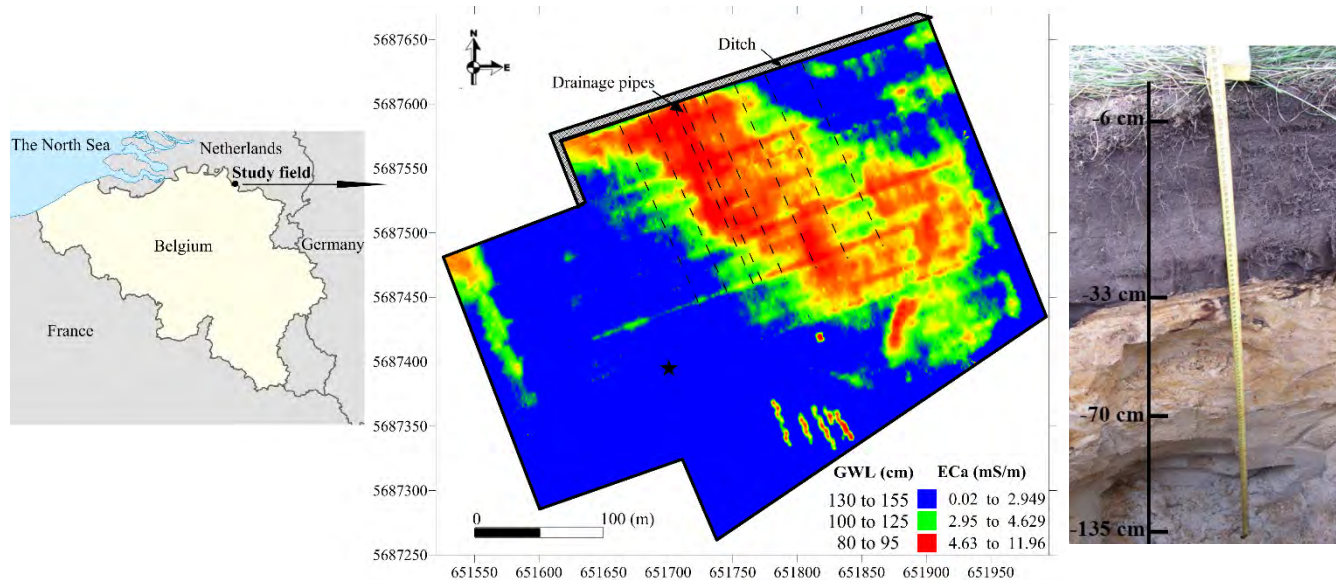 The North Sea
Netherlands
Study field
Belgium
Germany
France
5687650
5687600
5687550
5687500
5687450
5687400
5687350
5687300
5687250
N
E
Ditch
Drainage pipes
GWL (cm) ECa (mS/m)
130 to 155 0.02 to 2.949
100 to 125 2.95 to 4.629
80 to 95 4.63 to 11.96
0 100 (m)
651550 651600 651700 651750 651800 651850 651900 651950
-6 cm
-33 cm
-70 cm
-135 cm